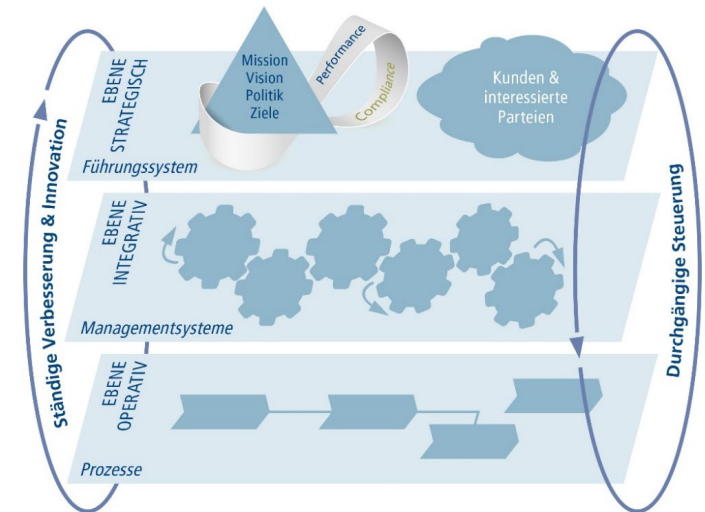 EBENE
STRATEGISCH
Führungssystem
Mission
Vision
Politik
Ziele
Performance
Compliance
Kunden &
interessierte
Parteien
EBENE
INTEGRATIV
Managementsysteme
EBENE
OPERATIV
Prozesse
Ständige Verbesserung & Innovation
Durchgängige Steuerung